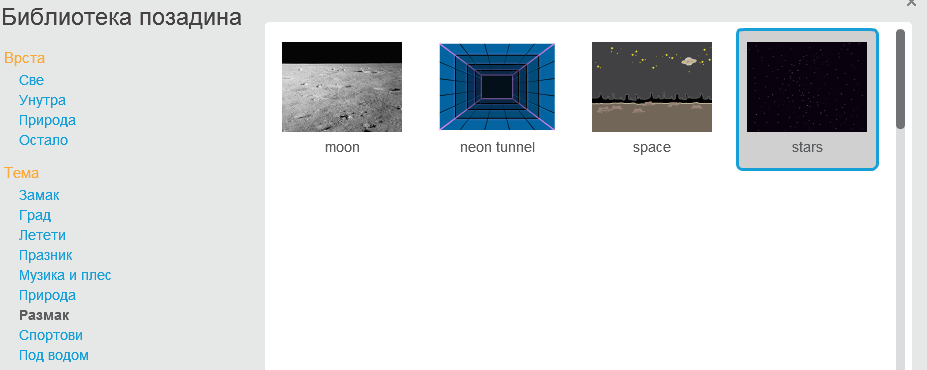 Библиотека позадина
Врста
Све
Унутра
Природа
Остало
Тема
Замак
Град
Летети
Празник
Музика и плес
Природа
Размак
Спортови
Под водом
moon
neon tunnel
space
stars